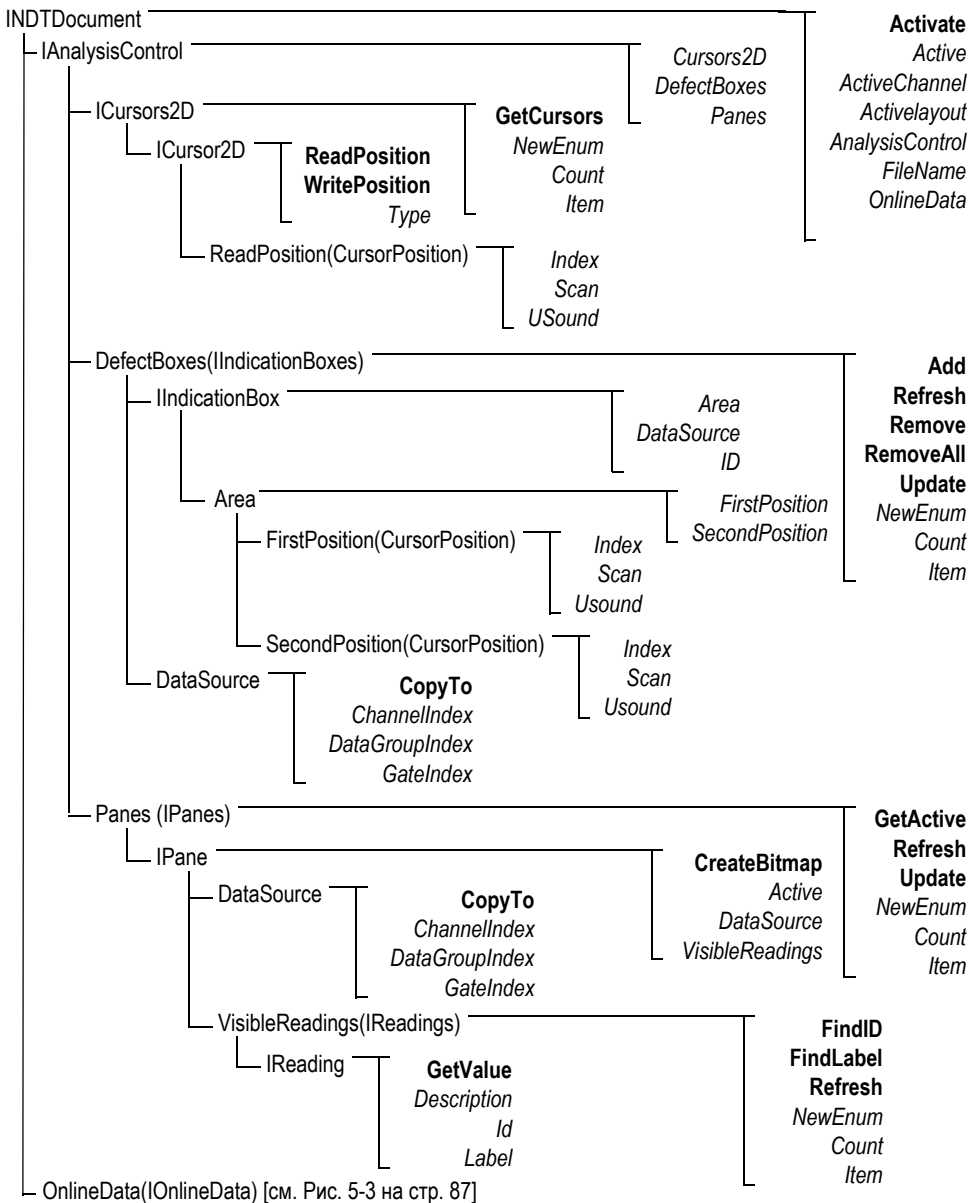 INDTDocument
Activate
Active
ActiveChannel
Activelayout
AnalysisControl
FileName
OnlineData
IAnalysisControl
Cursors2D
DefectBoxes
Panes
ICursors2D
GetCursors
NewEnum
Count
Item
ICursor2D
ReadPosition
WritePosition
Type
ReadPosition(CursorPosition)
Index
Scan
USound
DefectBoxes(IIndicationBoxes)
Add
Refresh
Remove
RemoveAll
Update
NewEnum
Count
Item
IIndicationBox
Area
DataSource
ID
Area
FirstPosition
SecondPosition
FirstPosition(CursorPosition)
Index
Scan
Usound
SecondPosition(CursorPosition)
Index
Scan
Usound
DataSource
CopyTo
ChannelIndex
DataGroupIndex
GateIndex
Panes (IPanes)
GetActive
Refresh
Update
NewEnum
Count
Item
IPane
CreateBitmap
Active
DataSource
VisibleReadings
DataSource
CopyTo
ChannelIndex
DataGroupIndex
GateIndex
VisibleReadings(IReadings)
FindID
FindLabel
Refresh
NewEnum
Count
Item
IReading
GetValue
Description
Id
Label
OnlineData(IOnlineData) [см. Рис. 5-3 на стр. 87]